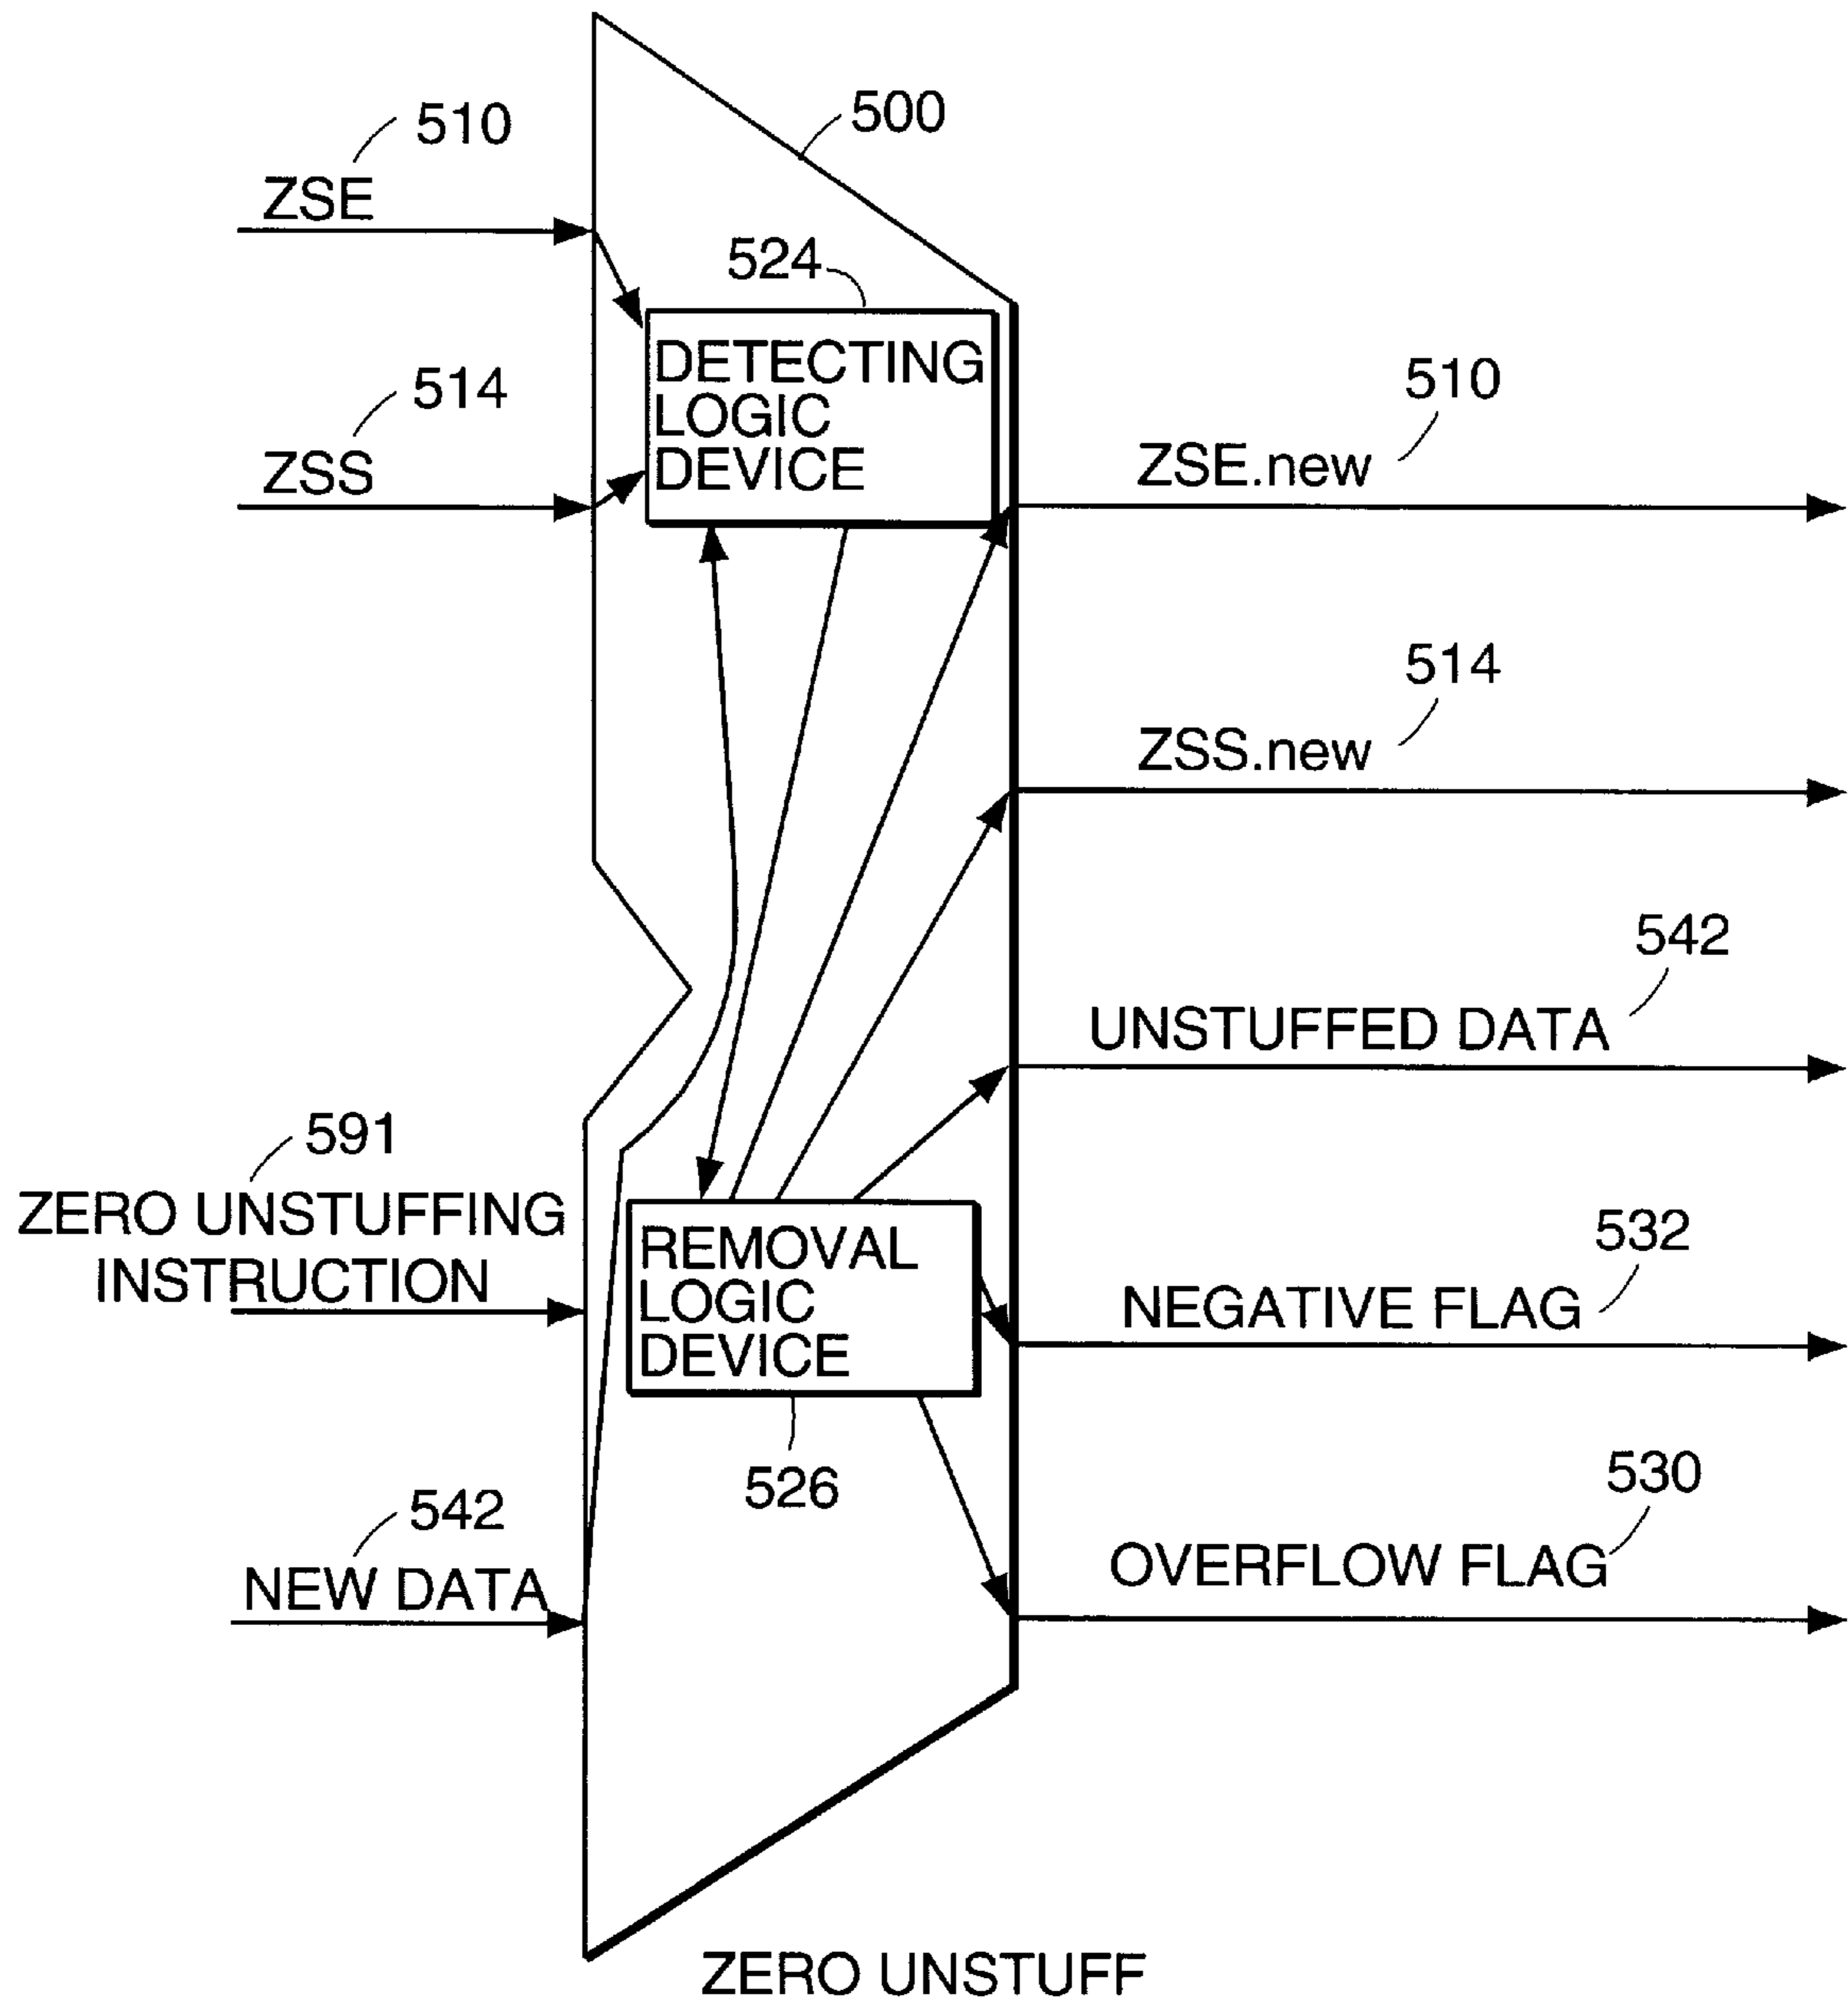 500
510
ZSE
524
DETECTING
LOGIC
DEVICE
514
ZSS
510
ZSE.new
514
ZSS.new
542
UNSTUFFED DATA
591
ZERO UNSTUFFING
INSTRUCTION
REMOVAL
LOGIC
DEVICE
526
532
NEGATIVE FLAG
542
NEW DATA
530
OVERFLOW FLAG
ZERO UNSTUFF